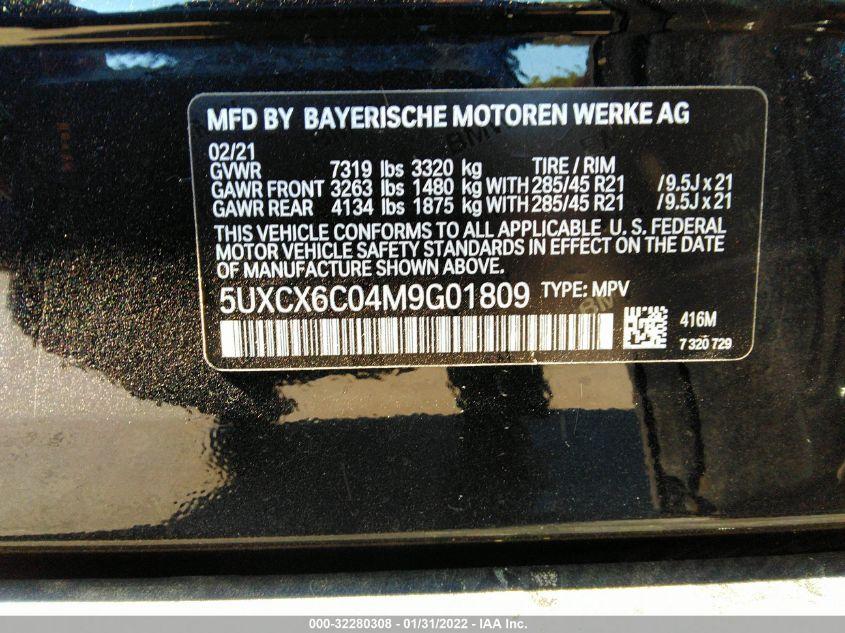 MFD BY BAYERISCHE MOTOREN WERKE AG
02/21
GVWR 7319 lbs 3320 kg TIRE / RIM
GAWR FRONT 3263 lbs 1480 kg WITH 285/45 R21 /9.5J x 21
GAWR REAR 4134 lbs 1875 kg WITH 285/45 R21 /9.5J x 21
THIS VEHICLE CONFORMS TO ALL APPLICABLE U. S. FEDERAL
MOTOR VEHICLE SAFETY STANDARDS IN EFFECT ON THE DATE
OF MANUFACTURE SHOWN ABOVE.
5UXCX6C04M9G01809 TYPE: MPV
416M
7 320 729
000-32280308 - 01/31/2022 - IAA Inc.